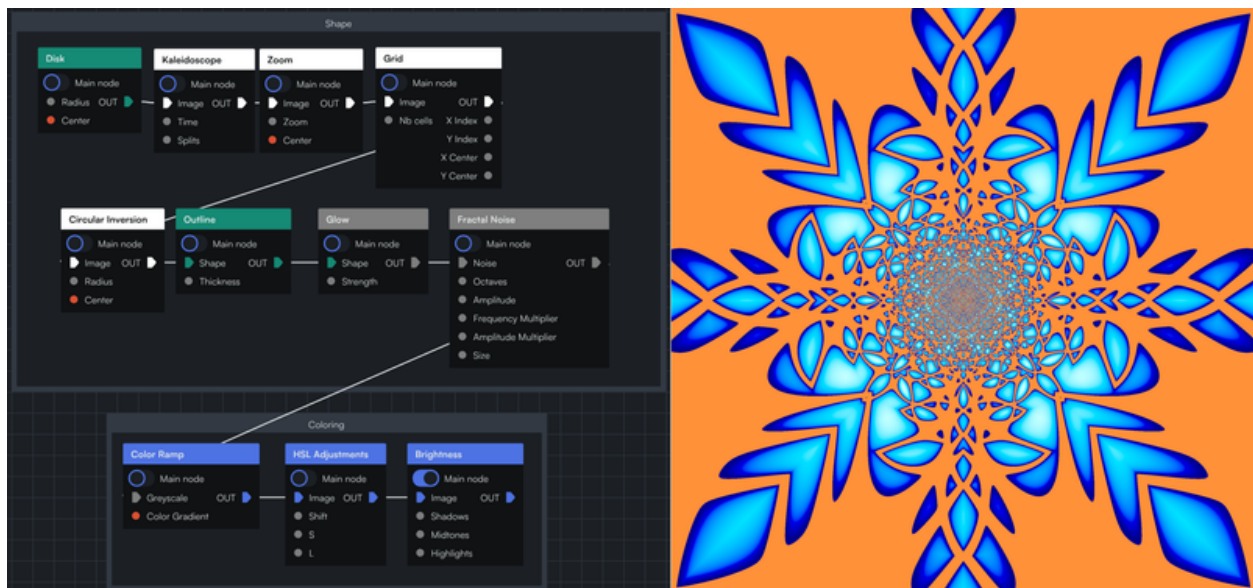 Shape
Disk
Main node
Radius OUT
Center
Kaleidoscope
Main node
Image OUT
Time
Splits
Zoom
Main node
Image OUT
Zoom
Center
Grid
Main node
Image OUT
Nb cells X Index
Y Index
X Center
Y Center
Circular Inversion
Main node
Image OUT
Radius
Center
Outline
Main node
Shape OUT
Thickness
Glow
Main node
Shape OUT
Strength
Fractal Noise
Main node
Noise OUT
Octaves
Amplitude
Frequency Multiplier
Amplitude Multiplier
Size
Coloring
Color Ramp
Main node
Greyscale OUT
Color Gradient
HSL Adjustments
Main node
Image OUT
Shift
S
L
Brightness
Main node
Image OUT
Shadows
Midtones
Highlights